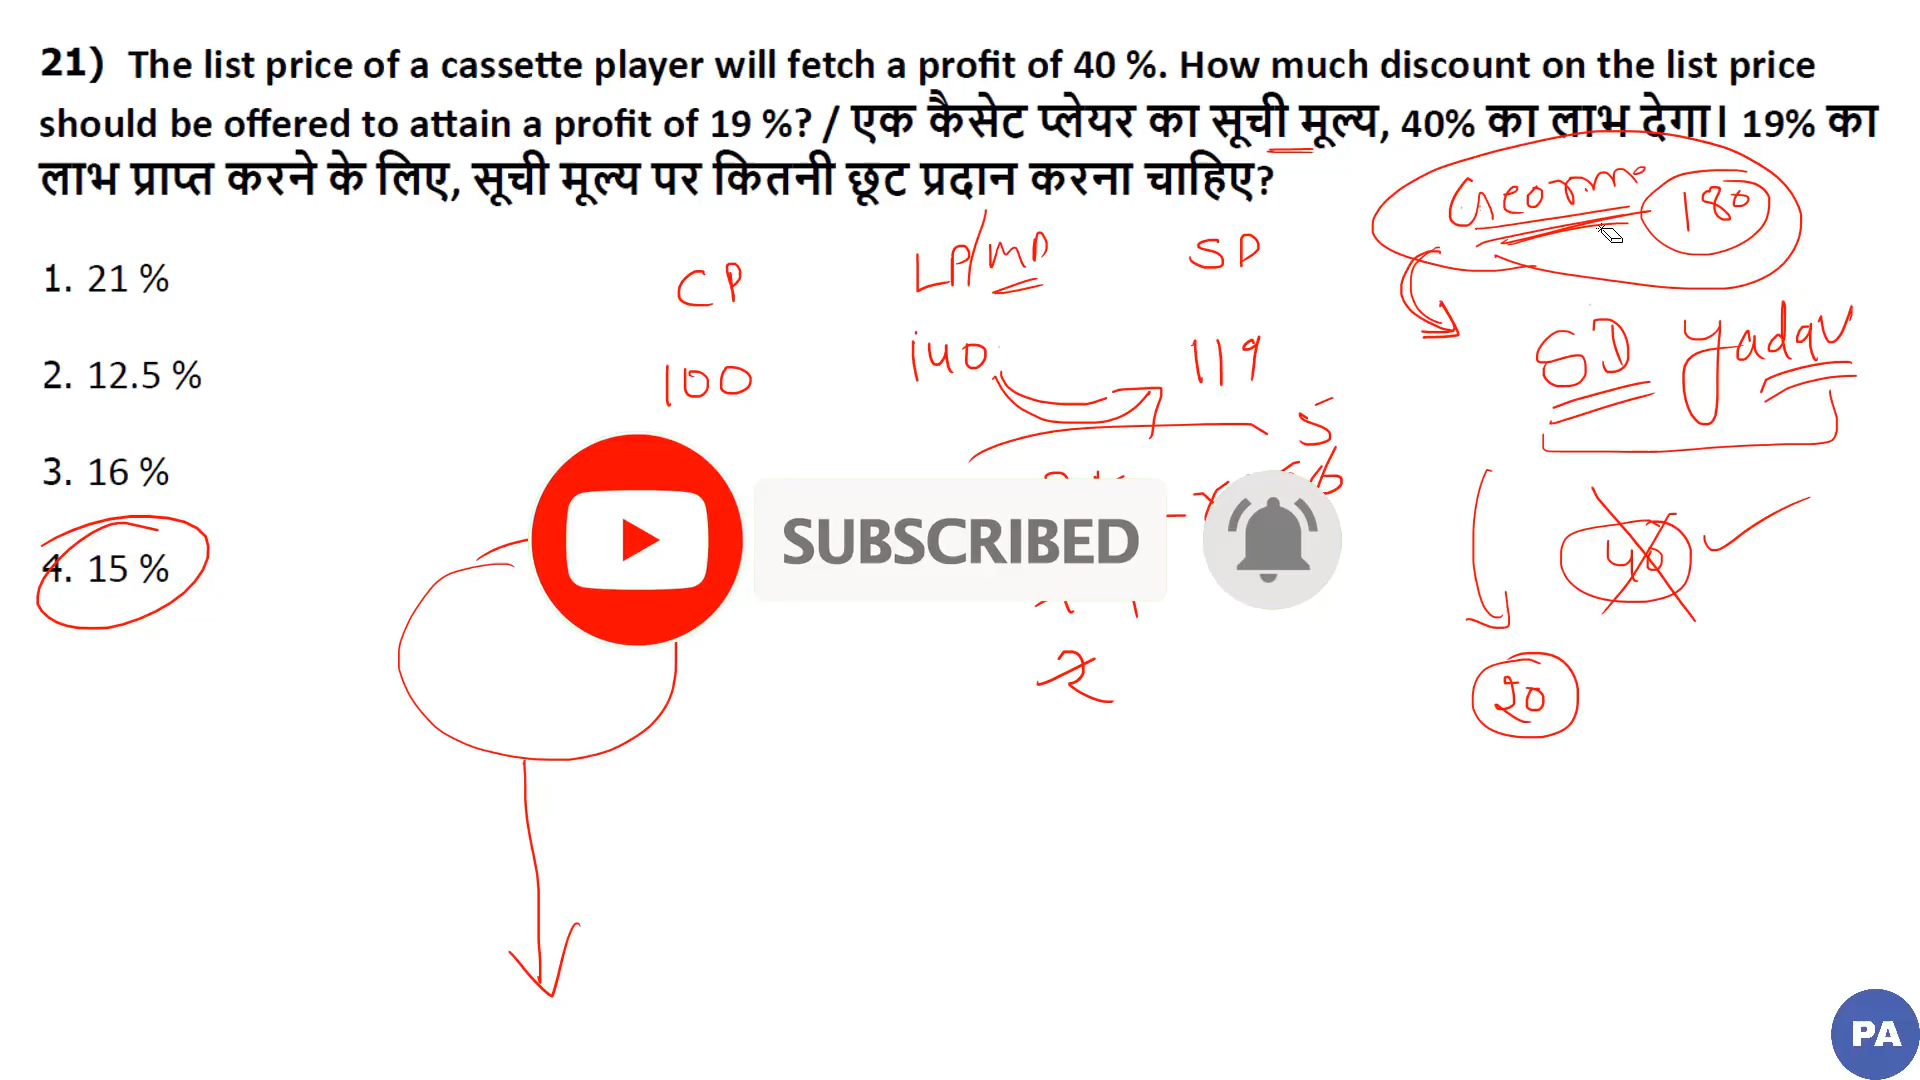 21) The list price of a cassette player will fetch a profit of 40 %. How much discount on the list price
should be offered to attain a profit of 19 %? / एक कैसेट प्लेयर का सूची मूल्य, 40% का लाभ देगा। 19% का
लाभ प्राप्त करने के लिए, सूची मूल्य पर कितनी छूट प्रदान करना चाहिए?
180
LP/MP
SP
CP
1. 21 %
SD Yadav
140
119
100
2. 12.5 %
5
3. 16 %
SUBSCRIBED
40
4. 15 %
2
20
PA